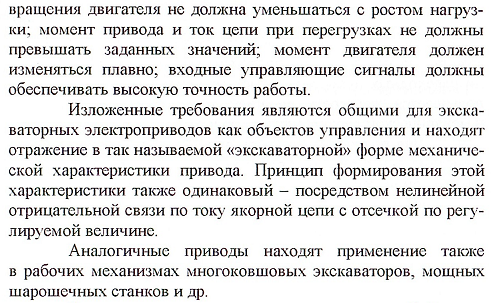 вращения двигателя не должна уменьшаться с ростом нагруз-
ки; момент привода и ток цепи при перегрузках не должны
превышать заданных значений; момент двигателя должен
изменяться плавно; входные управляющие сигналы должны
обеспечивать высокую точность работы.
Изложенные требования являются общими для экска-
ваторных электроприводов как объектов управления и находят
отражение в так называемой «экскаваторной» форме механиче-
ской характеристики привода. Принцип формирования этой
характеристики также одинаковый – посредством нелинейной
отрицательной связи по току якорной цепи с отсечкой по регу-
лируемой величине.
Аналогичные приводы находят применение также
в рабочих механизмах многоковшовых экскаваторов, мощных
шарошечных станков и др.